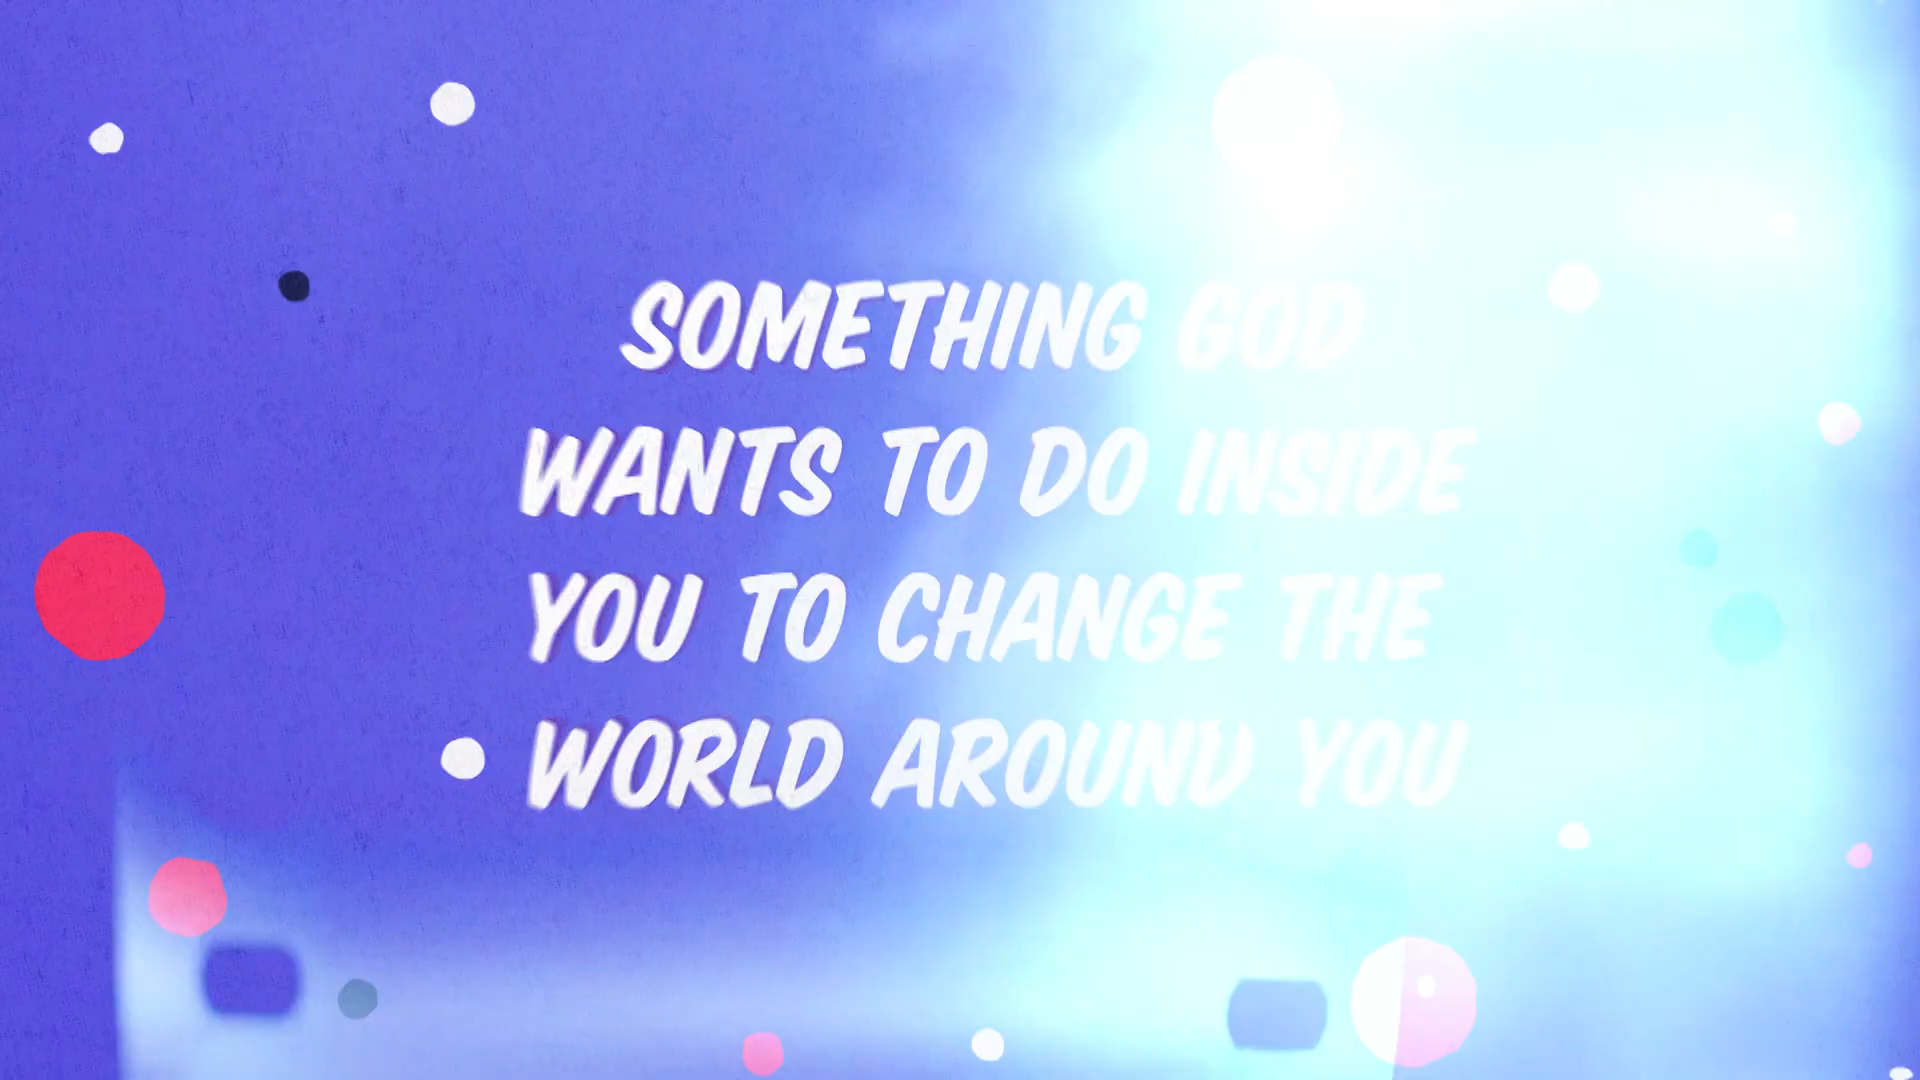 SOMETHING GOD
WANTS TO DO INSIDE
YOU TO CHANGE THE
WORLD AROUND YOU